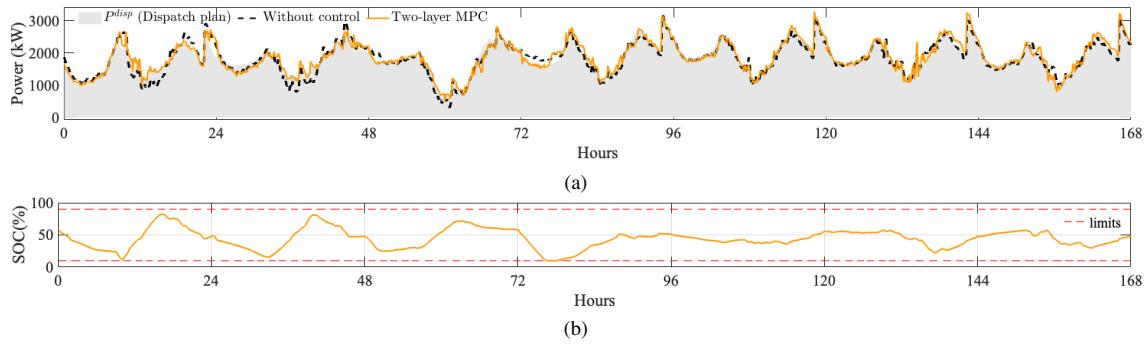 P^disp (Dispatch plan) Without control Two-layer MPC
Power (kW)
3000
2000
1000
0
0 24 48 72 96 120 144 168
Hours
(a)
SOC(%)
100
50
0
limits
0 24 48 72 96 120 144 168
Hours
(b)